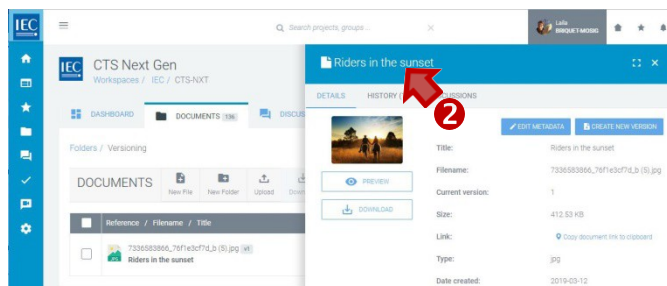 IEC
Search projects, groups ...
Laila
BRIQUET-MOSIG
IEC
CTS Next Gen
Workspaces / IEC / CTS-NXT
DASHBOARD
DOCUMENTS 136
DISCUS
Folders / Versioning
DOCUMENTS
New File
New Folder
Upload
Down
Reference / Filename / Title
7336583866_76f1e3cf7d_b (5).jpg v1
Riders in the sunset
Riders in the sunset
DETAILS
HISTORY
CUSSIONS
2
EDIT METADATA
CREATE NEW VERSION
PREVIEW
DOWNLOAD
Title: Riders in the sunset
Filename: 7336583866_76f1e3cf7d_b (5).jpg
Current version: 1
Size: 412.53 KB
Link: Copy document link to clipboard
Type: jpg
Date created: 2019-03-12